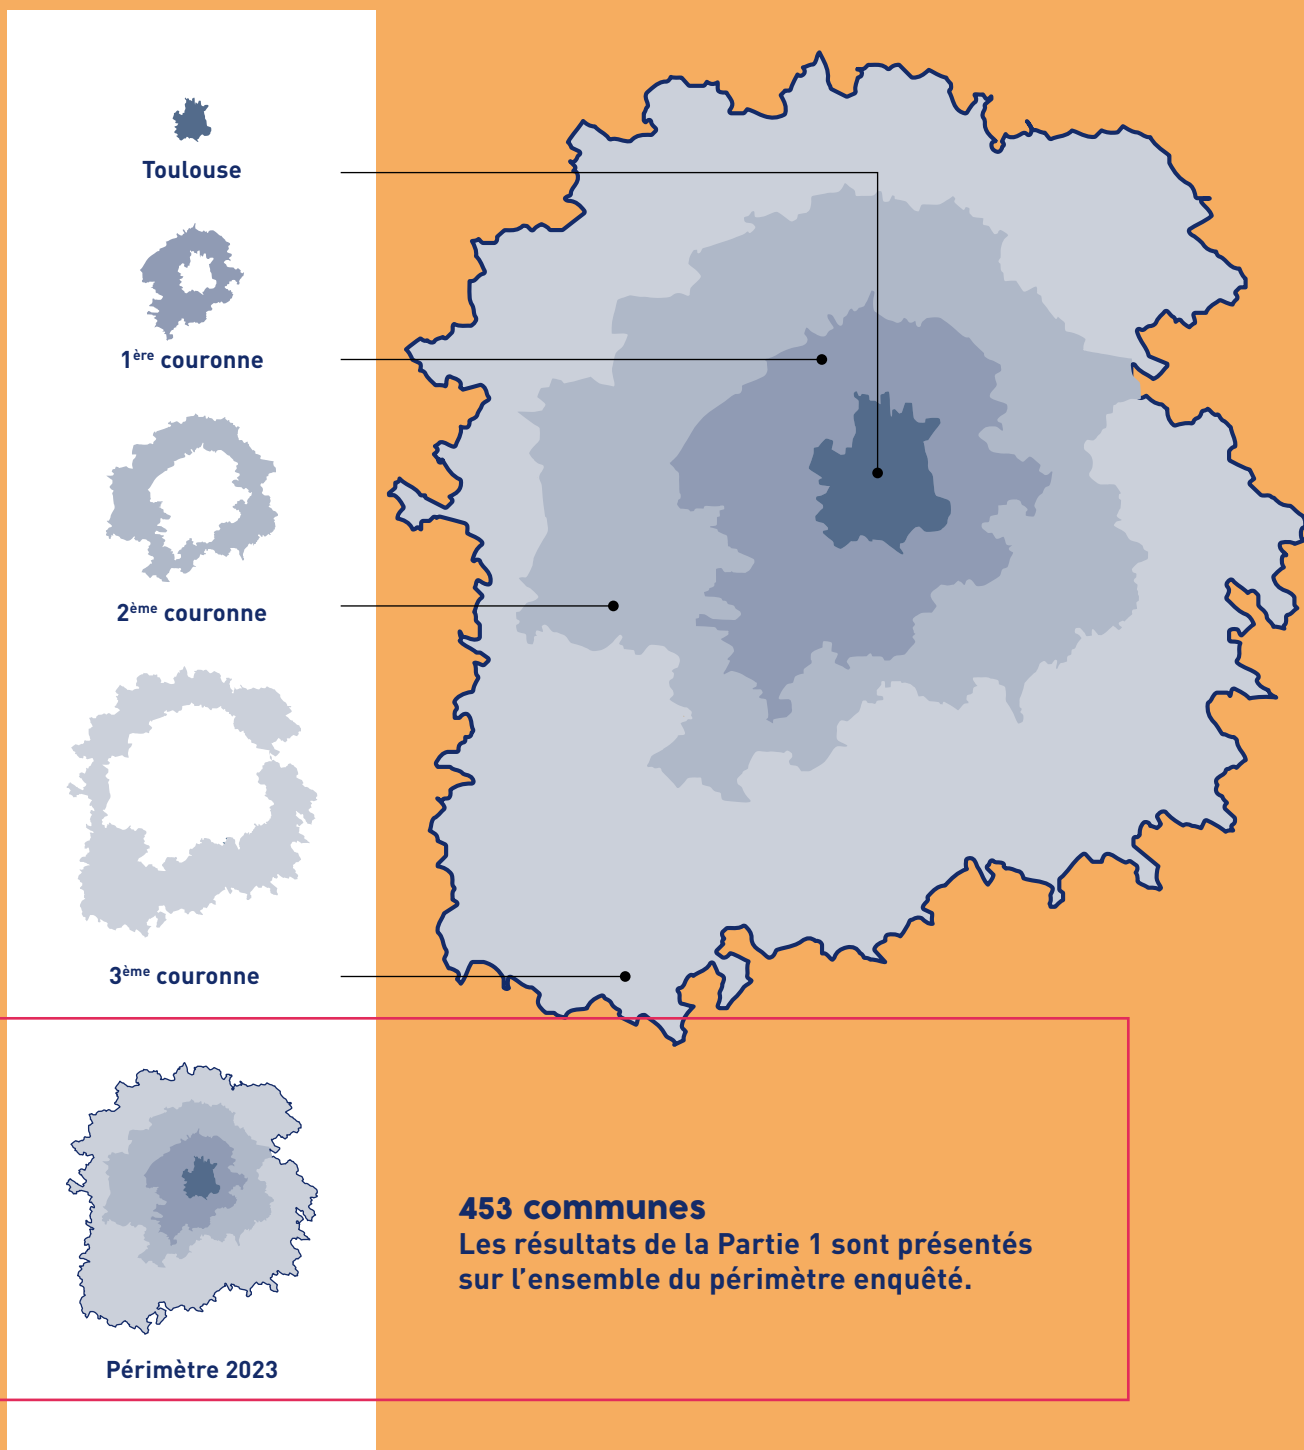 Toulouse
1ère couronne
2ème couronne
3ème couronne
Périmètre 2023
453 communes
Les résultats de la Partie 1 sont présentés
sur l’ensemble du périmètre enquêté.